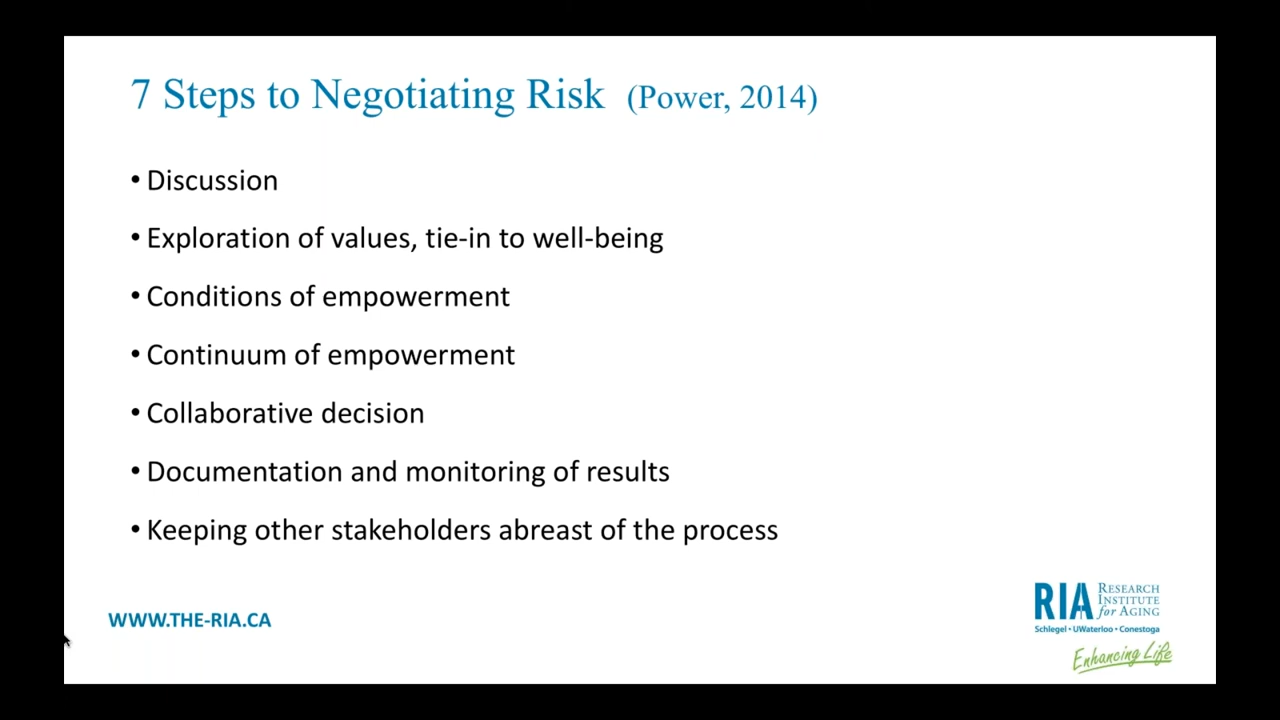 7 Steps to Negotiating Risk (Power, 2014)
• Discussion
• Exploration of values, tie-in to well-being
• Conditions of empowerment
• Continuum of empowerment
• Collaborative decision
• Documentation and monitoring of results
• Keeping other stakeholders abreast of the process
WWW.THE-RIA.CA
RIA RESEARCH
INSTITUTE
for AGING
Schlegel • UWaterloo • Conestoga
Enhancing Life